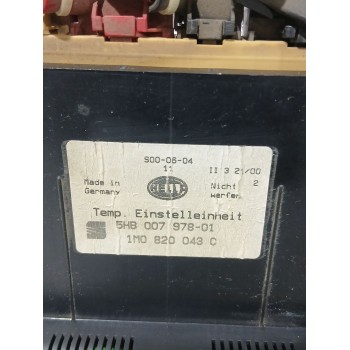 S00-06-04
11
II 3 21/00
2
Made in
Germany
HELLA
Nicht
werfen
Temp. Einstelleinheit
5HB 007 978-01
1M0 820 043 C